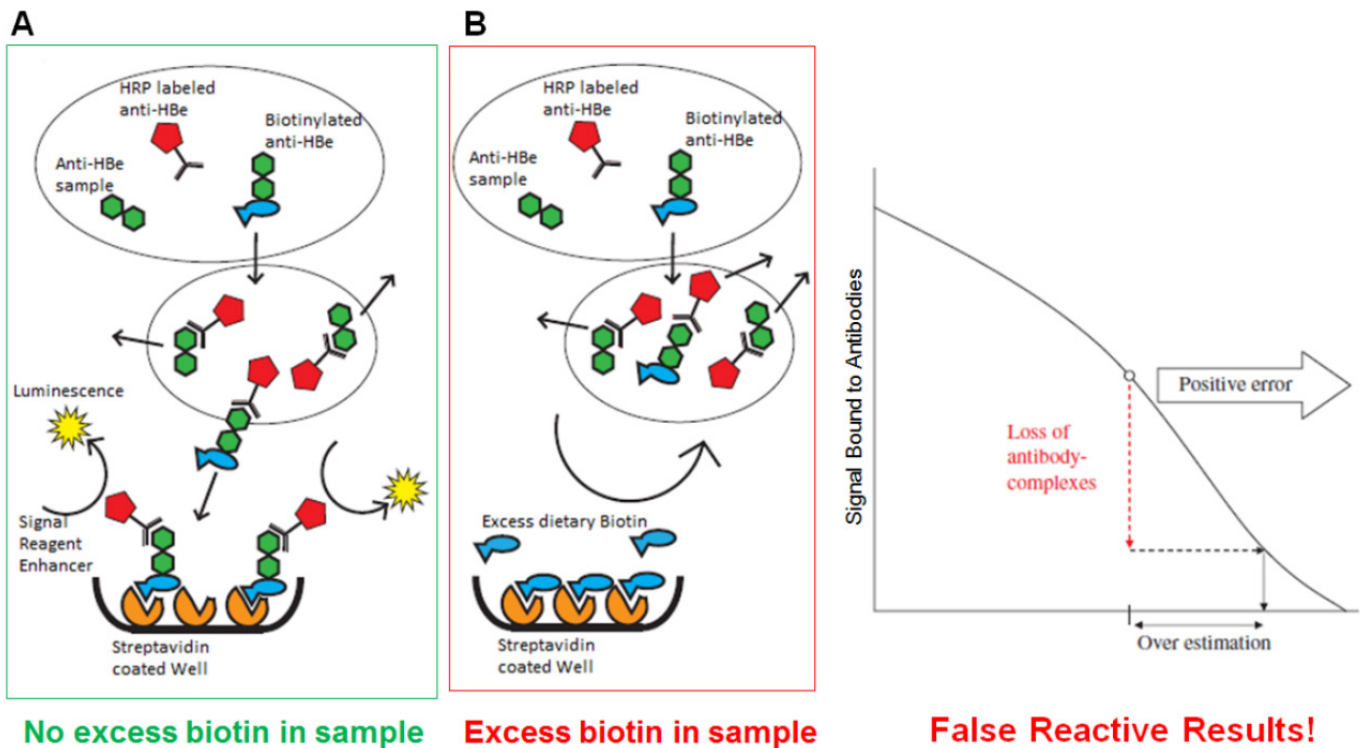 A
HRP labeled
anti-HBe
Biotinylated
anti-HBe
Anti-HBe
sample
Luminescence
Signal
Reagent
Enhancer
Streptavidin
coated Well
No excess biotin in sample
B
HRP labeled
anti-HBe
Biotinylated
anti-HBe
Anti-HBe
sample
Excess dietary Biotin
Streptavidin
coated Well
Excess biotin in sample
Signal Bound to Antibodies
Positive error
Loss of
antibody-
complexes
Over estimation
False Reactive Results!